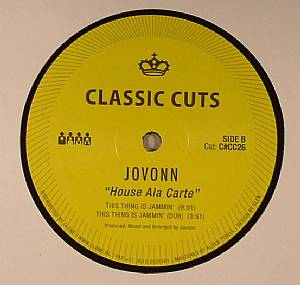 CLASSIC CUTS
SIDE B
Cat: C#CC26
JOVONN
"House Ala Carte"
THIS THING IS JAMMIN' (6:01)
THIS THING IS JAMMIN' (DUB) (3:51)
Produced, Mixed and Arranged by Jovonn